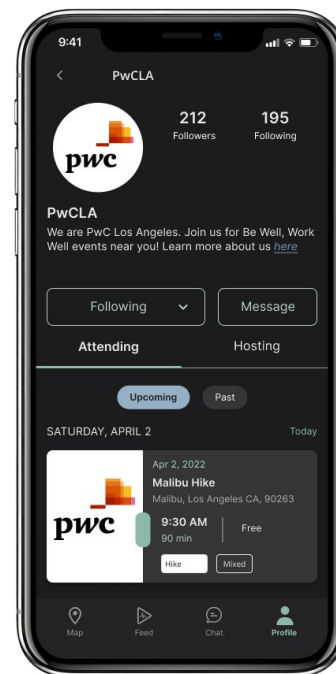 9:41
PwCLA
pwc
212
Followers
195
Following
PwCLA
We are PwC Los Angeles. Join us for Be Well, Work
Well events near you! Learn more about us here
Following
Message
Attending
Hosting
Upcoming
Past
SATURDAY, APRIL 2
Today
pwc
Apr 2, 2022
Malibu Hike
Malibu, Los Angeles CA, 90263
9:30 AM
90 min
Free
Hike
Mixed
Map
Feed
Chat
Profile